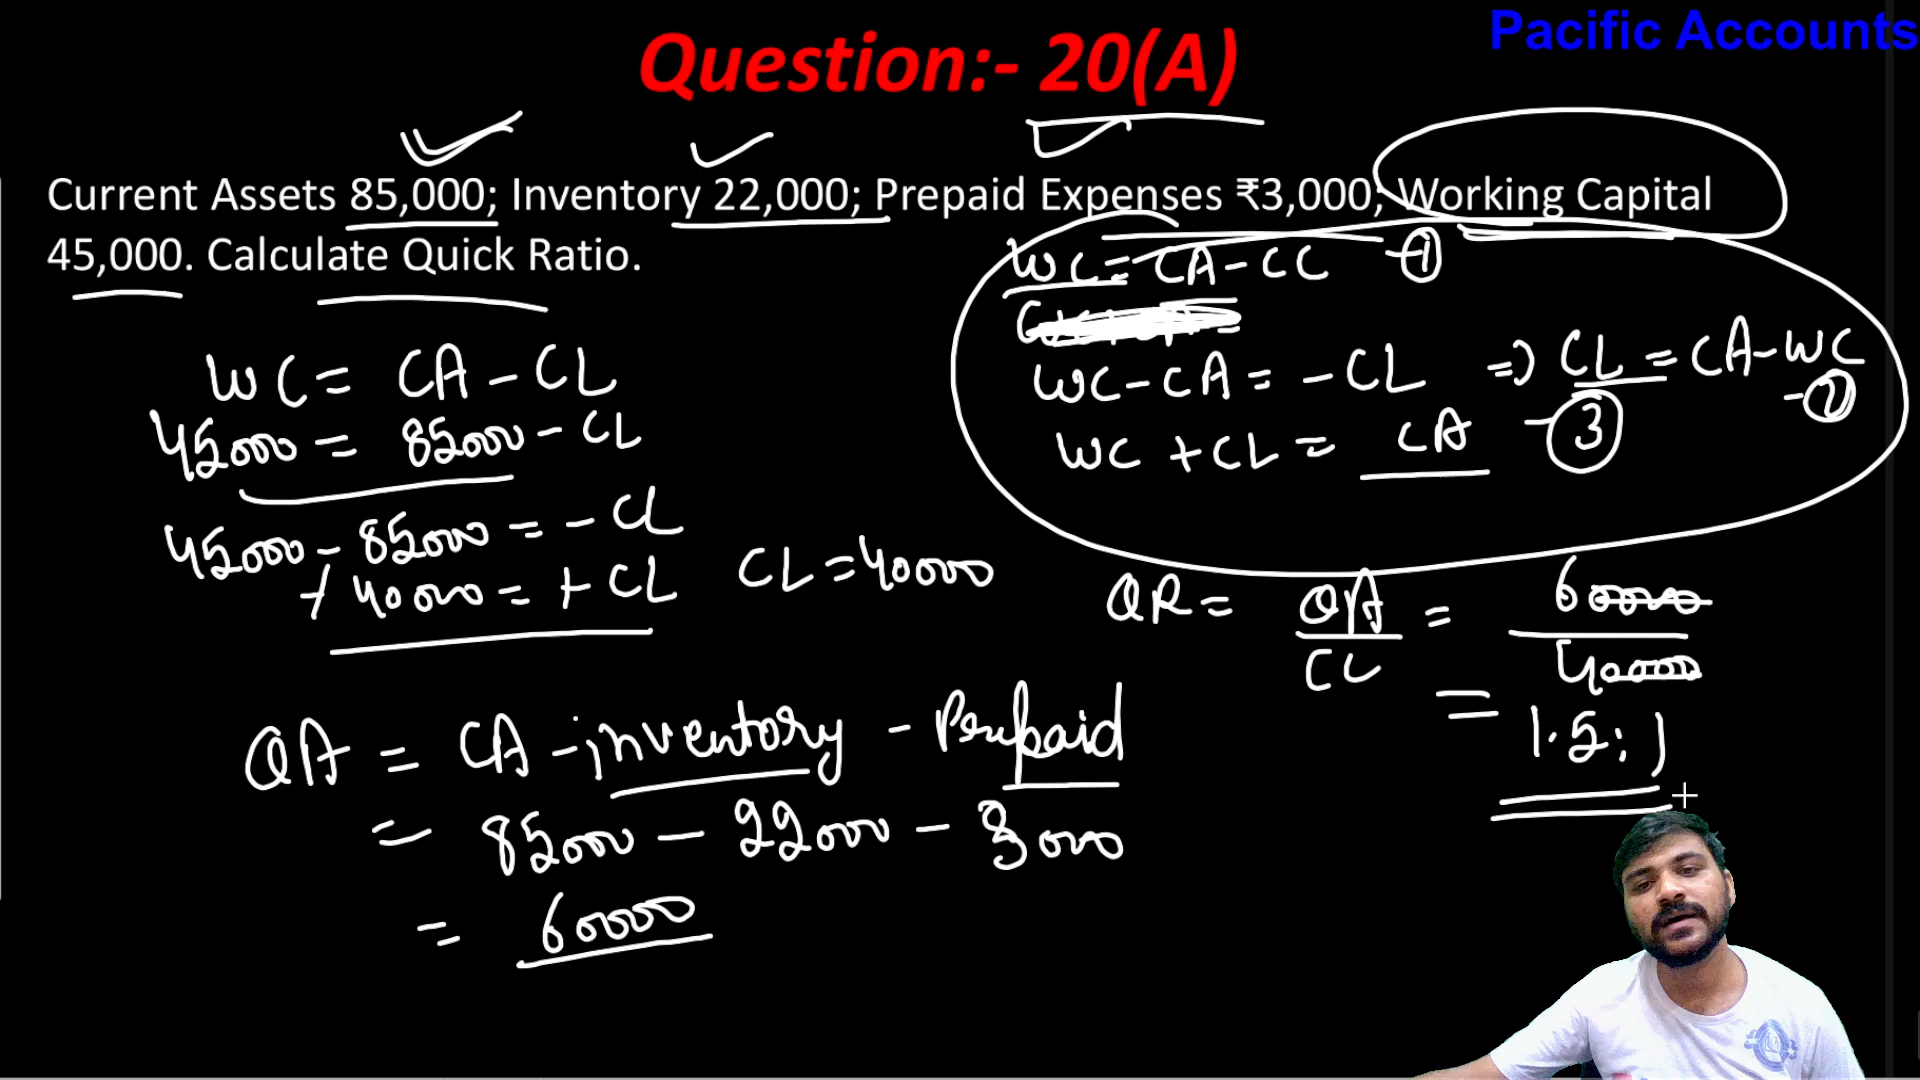 Pacific Accounts
Question:- 20(A)
Current Assets 85,000; Inventory 22,000; Prepaid Expenses ₹3,000; Working Capital
45,000. Calculate Quick Ratio.
WC = CA - CC -①
WC - CA = - CL => CL = CA - WC -②
WC + CL = CA -③
WC = CA - CL
45000 = 85000 - CL
45000 - 85000 = - CL
+ 40000 = + CL
CL = 40000
QA = CA - inventory - Prepaid
= 85000 - 22000 - 3000
= 60000
QR = QA/CL = 60000/40000
= 1.5:1